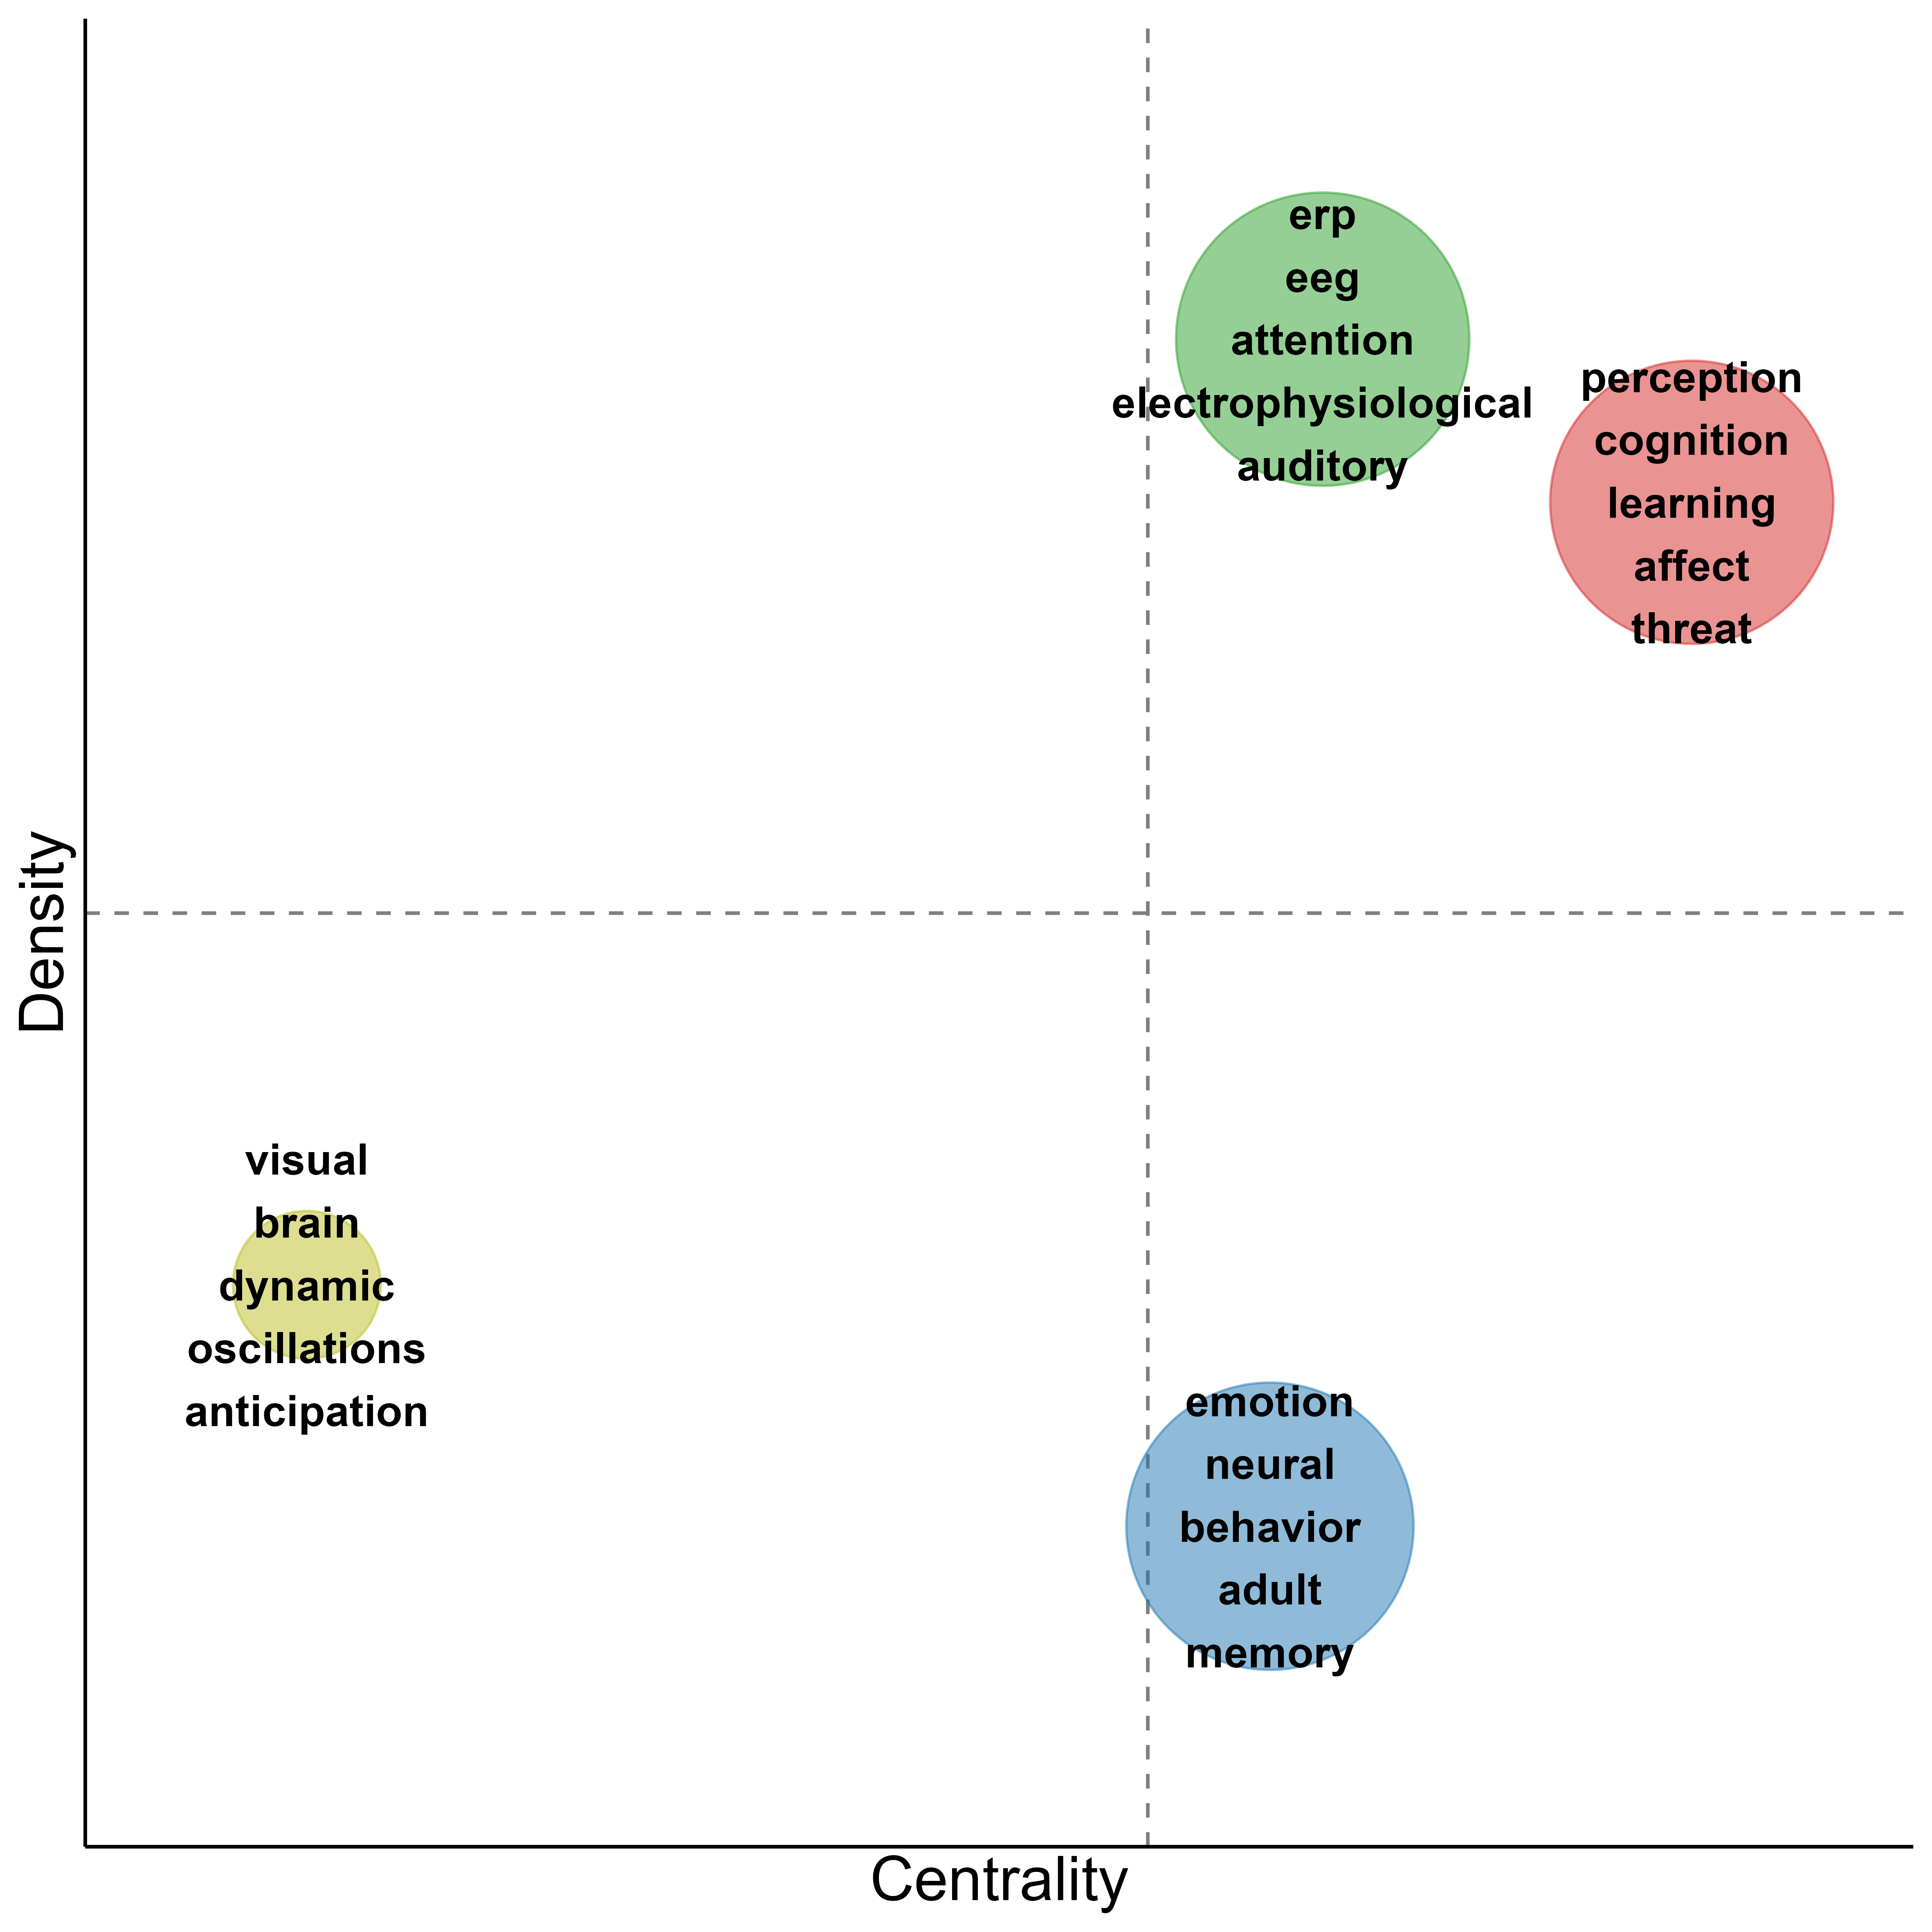 erp
eeg
attention
electrophysiological
auditory
perception
cognition
learning
affect
threat
Density
visual
brain
dynamic
oscillations
anticipation
emotion
neural
behavior
adult
memory
Centrality